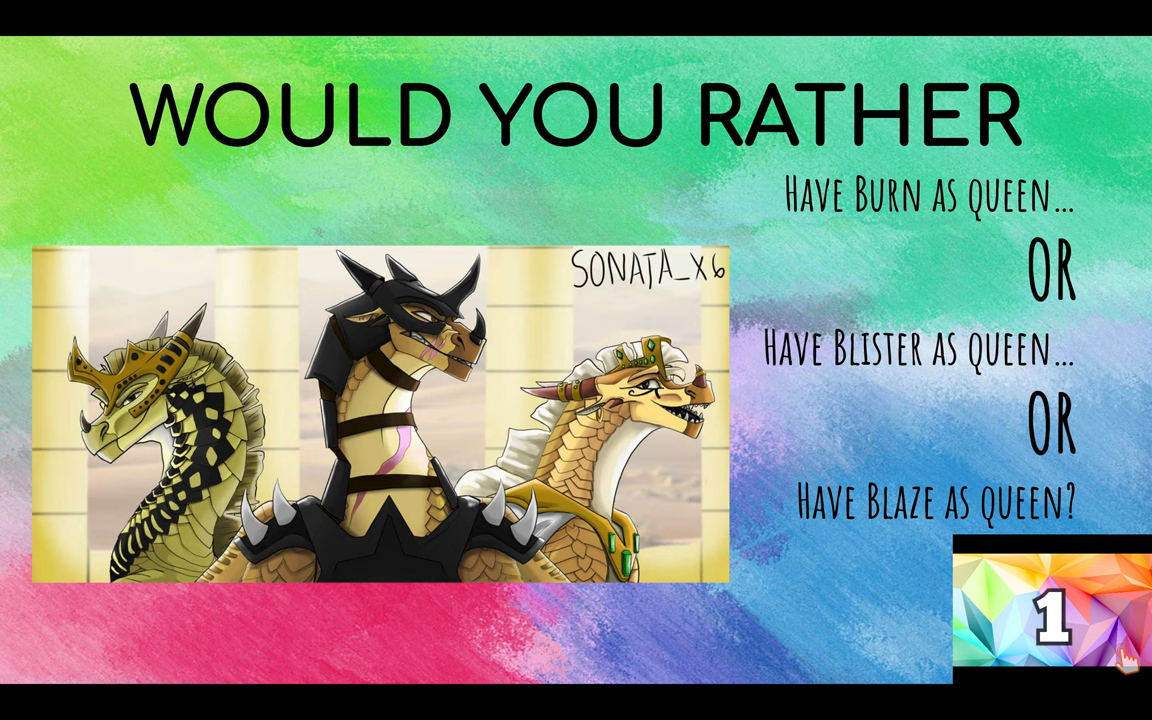 WOULD YOU RATHER
HAVE BURN AS QUEEN...
OR
HAVE BLISTER AS QUEEN...
OR
HAVE BLAZE AS QUEEN?
SONATA_X6
1